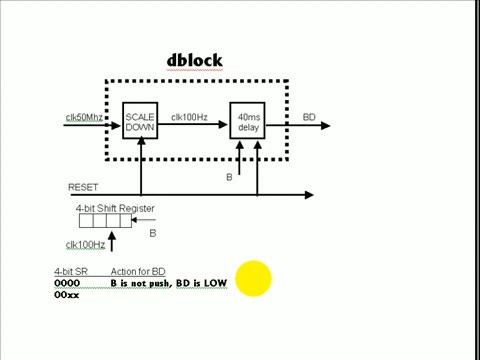 dblock
clk50Mhz
SCALE
DOWN
clk100Hz
40ms
delay
BD
B
RESET
4-bit Shift Register
B
clk100Hz
4-bit SR Action for BD
0000 B is not push, BD is LOW
00xx